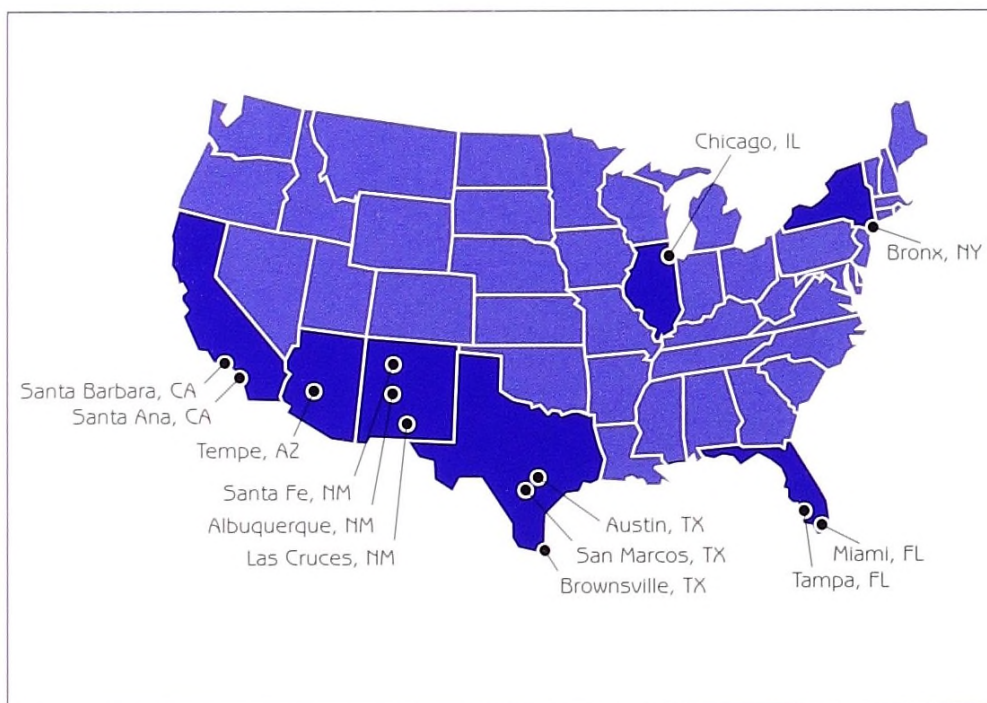 Chicago, IL
Bronx, NY
Santa Barbara, CA
Santa Ana, CA
Tempe, AZ
Santa Fe, NM
Albuquerque, NM
Las Cruces, NM
Austin, TX
San Marcos, TX
Brownsville, TX
Miami, FL
Tampa, FL